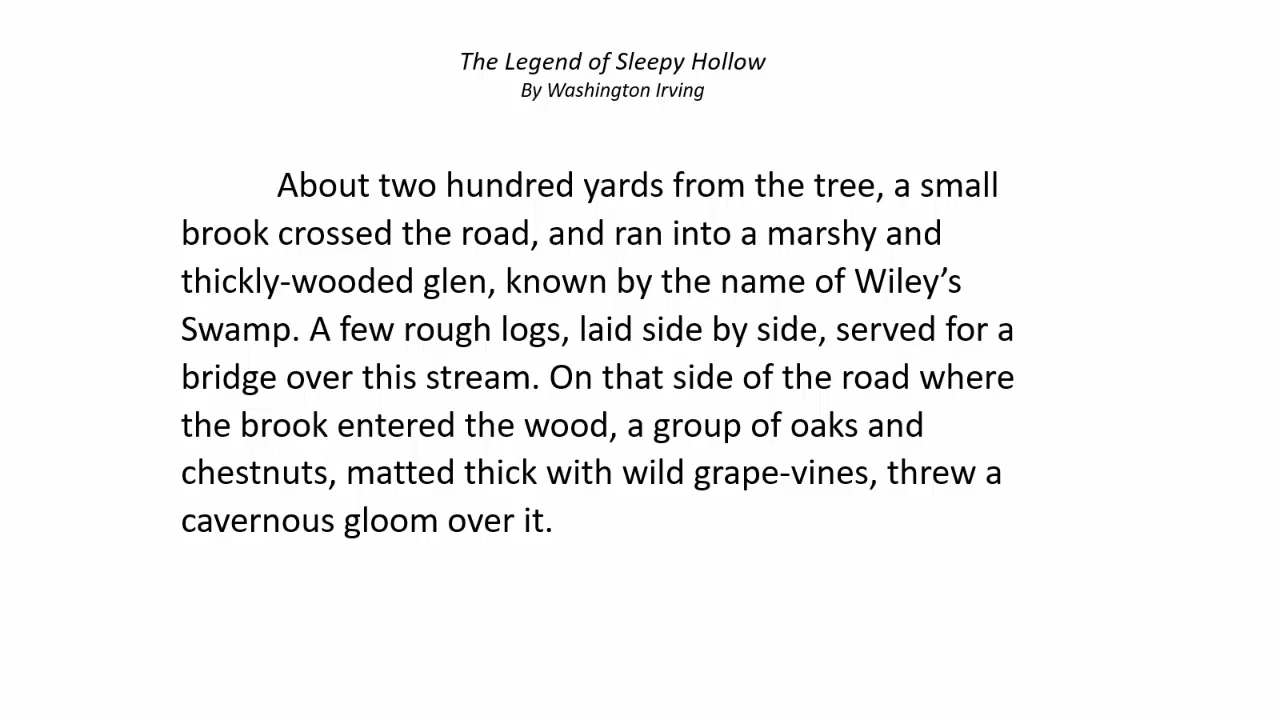 The Legend of Sleepy Hollow
By Washington Irving
About two hundred yards from the tree, a small
brook crossed the road, and ran into a marshy and
thickly-wooded glen, known by the name of Wiley’s
Swamp. A few rough logs, laid side by side, served for a
bridge over this stream. On that side of the road where
the brook entered the wood, a group of oaks and
chestnuts, matted thick with wild grape-vines, threw a
cavernous gloom over it.